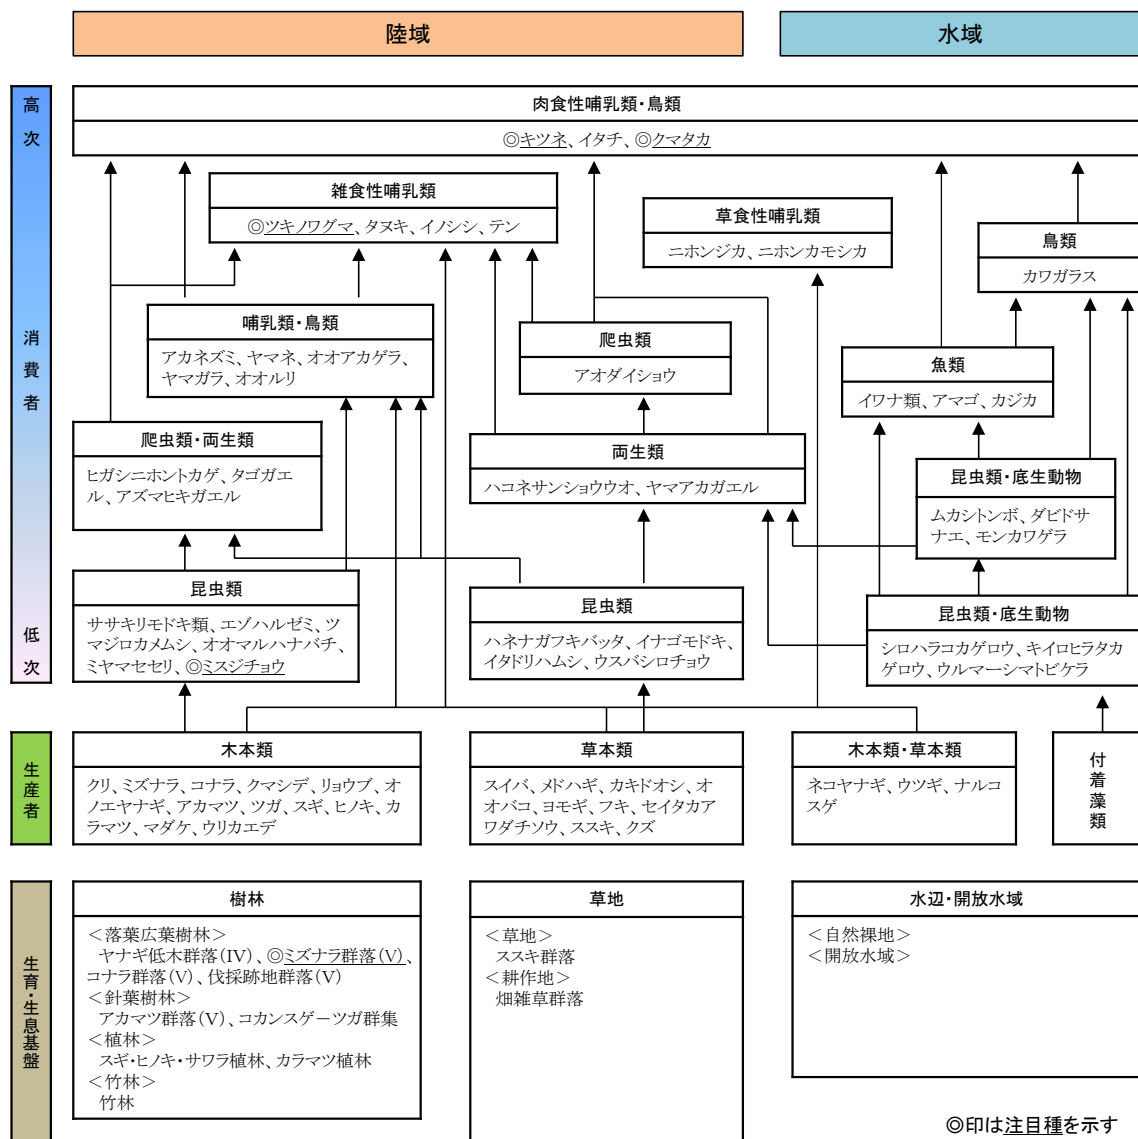 陸域
水域
高次
消費者
低次
肉食性哺乳類・鳥類
◎キツネ、イタチ、◎クマタカ
雑食性哺乳類
◎ツキノワグマ、タヌキ、イノシシ、テン
草食性哺乳類
ニホンジカ、ニホンカモシカ
鳥類
カワガラス
哺乳類・鳥類
アカネズミ、ヤマネ、オオアカゲラ、
ヤマガラ、オオルリ
爬虫類
アオダイショウ
魚類
イワナ類、アマゴ、カジカ
爬虫類・両生類
ヒガシニホントカゲ、タゴガエ
ル、アズマヒキガエル
両生類
ハコネサンショウウオ、ヤマアカガエル
昆虫類・底生動物
ムカシトンボ、ダビドサ
ナエ、モンカワゲラ
昆虫類
ササキリモドキ類、エゾハルゼミ、ツ
マジロカメムシ、オオマルハナバチ、
ミヤマセセリ、◎ミスジチョウ
昆虫類
ハネナガフキバッタ、イナゴモドキ、
イタドリハムシ、ウスバシロチョウ
昆虫類・底生動物
シロハラコカゲロウ、キイロヒラタカ
ゲロウ、ウルマーシマトビケラ
生産者
木本類
クリ、ミズナラ、コナラ、クマシデ、リョウブ、オ
ノエヤナギ、アカマツ、ツガ、スギ、ヒノキ、カ
ラマツ、マダケ、ウリカエデ
草本類
スイバ、メドハギ、カキドオシ、オ
オバコ、ヨモギ、フキ、セイタカア
ワダチソウ、ススキ、クズ
木本類・草本類
ネコヤナギ、ウツギ、ナルコ
スゲ
付着藻類
生育・生息基盤
樹林
＜落葉広葉樹林＞
ヤナギ低木群落(Ⅳ)、◎ミズナラ群落(Ⅴ)、
コナラ群落(Ⅴ)、伐採跡地群落(Ⅴ)
＜針葉樹林＞
アカマツ群落(Ⅴ)、コカンスゲーツガ群集
＜植林＞
スギ・ヒノキ・サワラ植林、カラマツ植林
＜竹林＞
竹林
草地
＜草地＞
ススキ群落
＜耕作地＞
畑雑草群落
水辺・開放水域
＜自然裸地＞
＜開放水域＞
◎印は注目種を示す